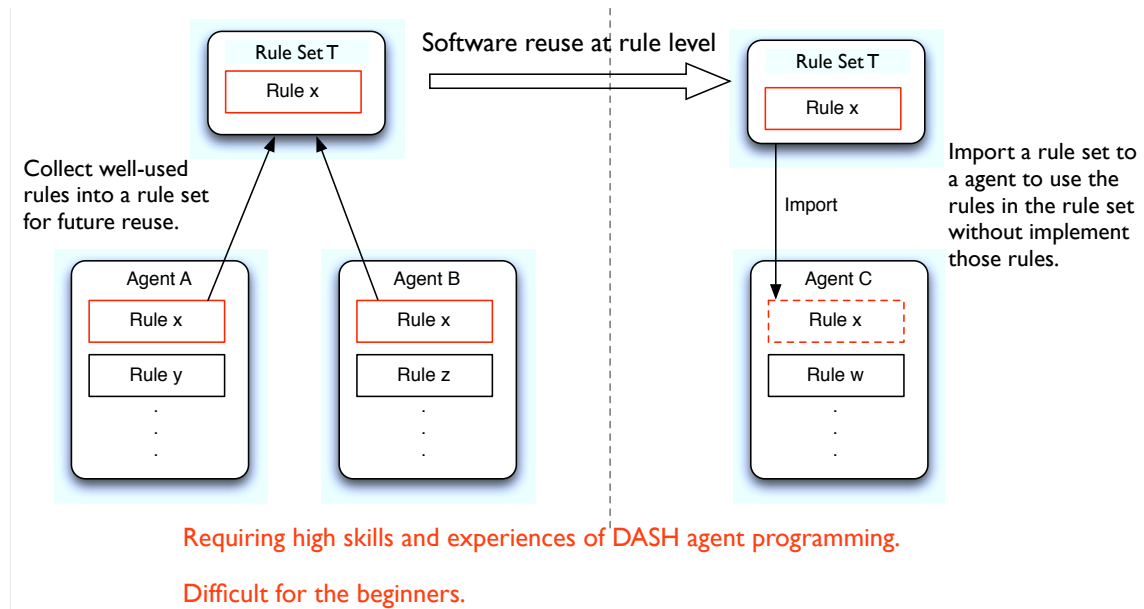 Rule Set T
Rule x
Software reuse at rule level
Rule Set T
Rule x
Collect well-used
rules into a rule set
for future reuse.
Import
Import a rule set to
a agent to use the
rules in the rule set
without implement
those rules.
Agent A
Rule x
Rule y
.
.
.
Agent B
Rule x
Rule z
.
.
.
Agent C
Rule x
Rule w
.
.
.
Requiring high skills and experiences of DASH agent programming.
Difficult for the beginners.